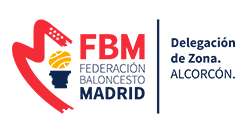 FBM
FEDERACIÓN
BALONCESTO
MADRID
Delegación
de Zona.
ALCORCÓN.